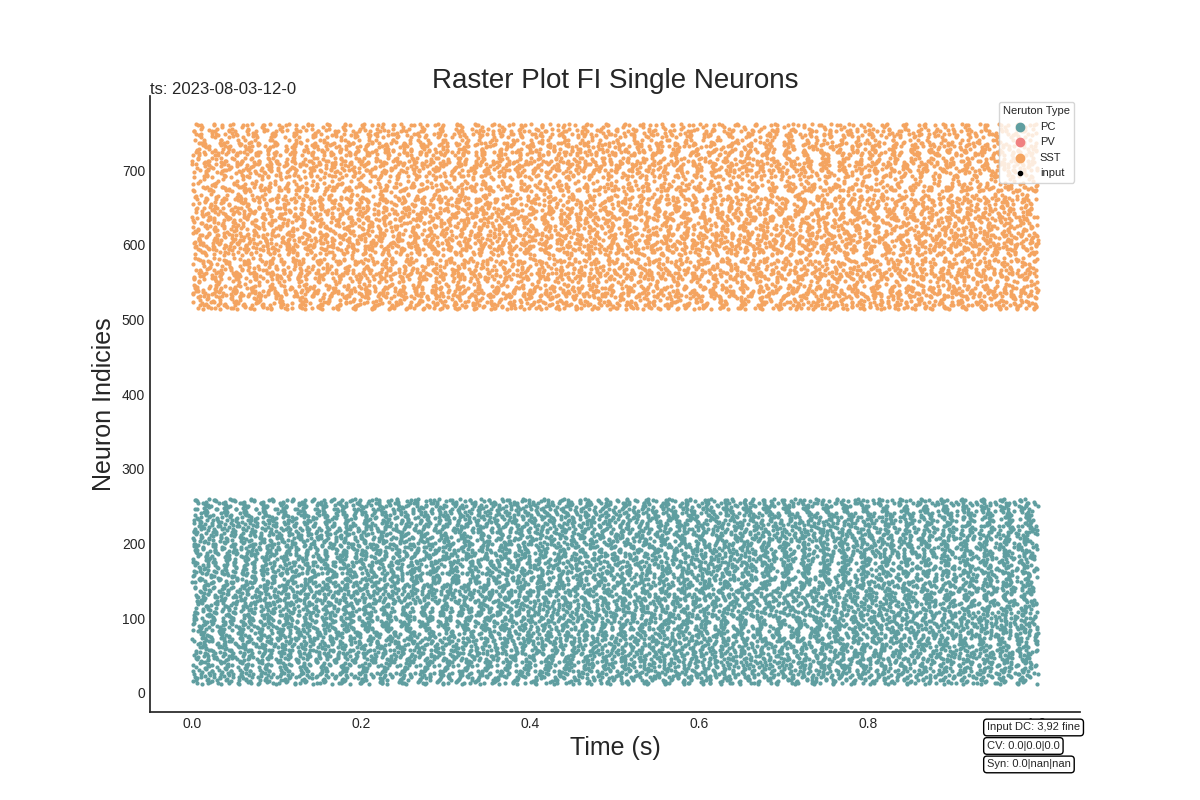 Raster Plot FI Single Neurons
ts: 2023-08-03-12-0
Neruton Type
PC
PV
SST
input
Neuron Indicies
700
600
500
400
300
200
100
0
0.0 0.2 0.4 0.6 0.8
Time (s)
Input DC: 3,92 fine
CV: 0.0|0.0|0.0
Syn: 0.0|nan|nan